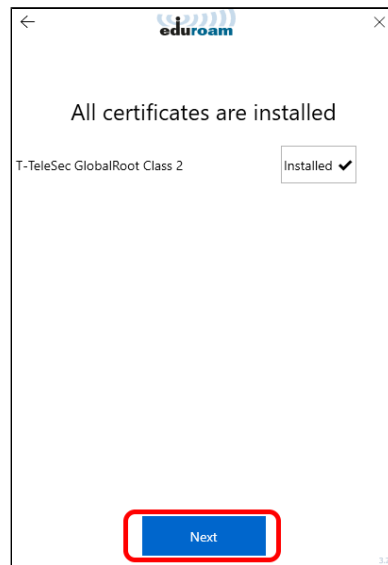 eduroam
All certificates are installed
T-TeleSec GlobalRoot Class 2
Installed
Next